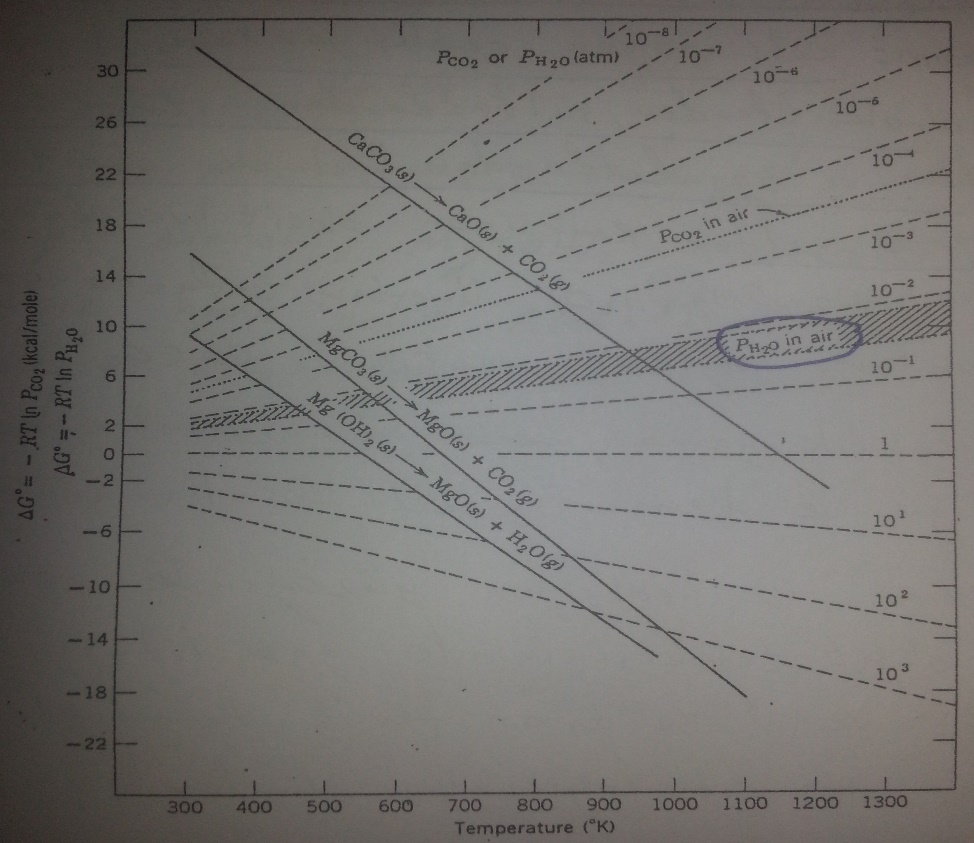 P_CO₂ or P_H₂O (atm)
10⁻⁸
10⁻⁷
10⁻⁶
10⁻⁵
10⁻⁴
P_CO₂ in air
10⁻³
10⁻²
P_H₂O in air
10⁻¹
1
10¹
10²
10³
CaCO₃(s) → CaO(s) + CO₂(g)
MgCO₃(s) → MgO(s) + CO₂(g)
Mg (OH)₂(s) → MgO(s) + H₂O(g)
30
26
22
18
14
10
6
2
0
−2
−6
−10
−14
−18
−22
ΔG° = − RT ln P_CO₂ (kcal/mole)
ΔG° = − RT ln P_H₂O
300 400 500 600 700 800 900 1000 1100 1200 1300
Temperature (°K)